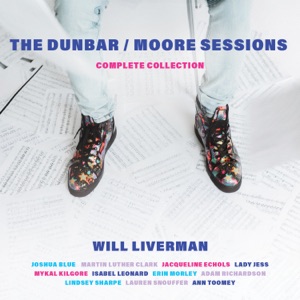 THE DUNBAR / MOORE SESSIONS
COMPLETE COLLECTION
WILL LIVERMAN
JOSHUA BLUE MARTIN LUTHER CLARK JACQUELINE ECHOLS LADY JESS
MYKAL KILGORE ISABEL LEONARD ERIN MORLEY ADAM RICHARDSON
LINDSEY SHARPE LAUREN SNOUFFER ANN TOOMEY